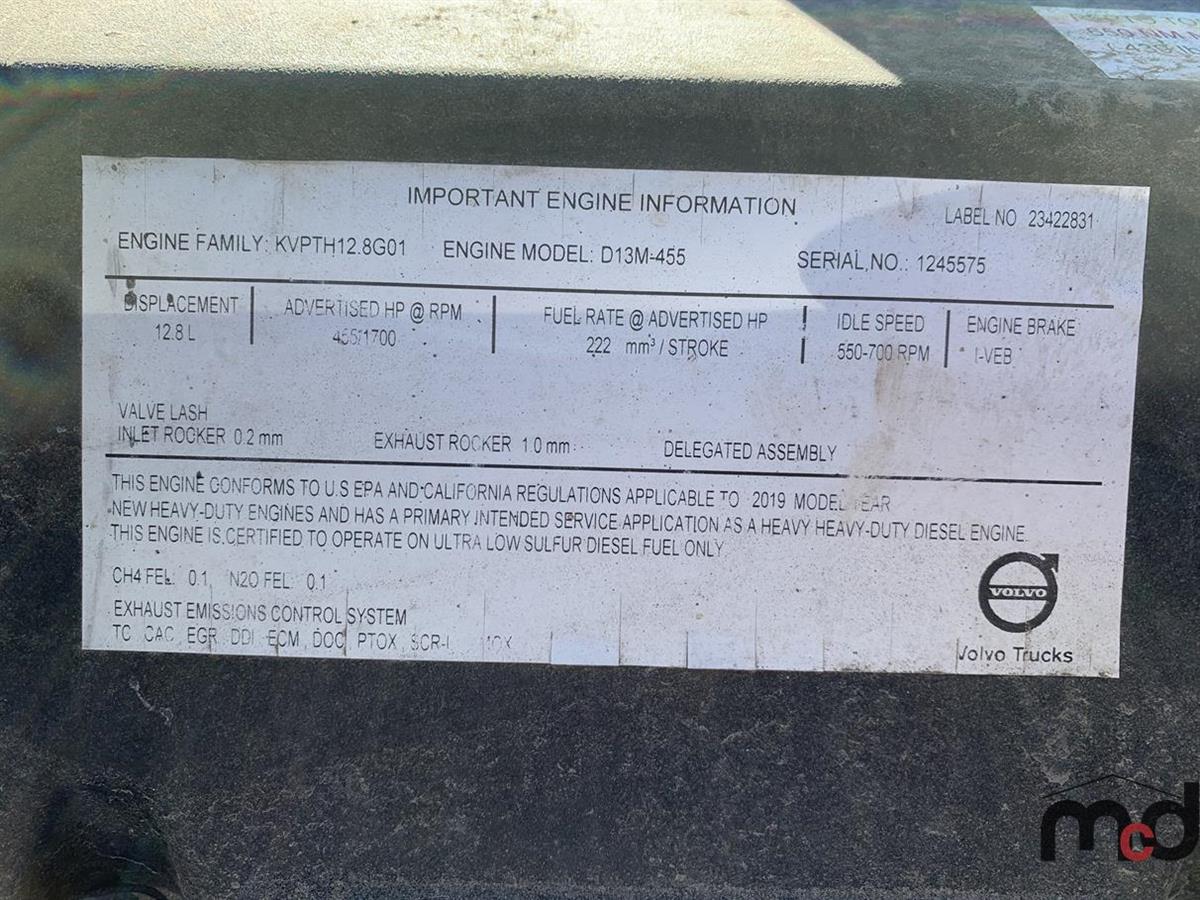 IMPORTANT ENGINE INFORMATION
LABEL NO 23422831
ENGINE FAMILY: KVPTH12.8G01 ENGINE MODEL: D13M-455 SERIAL NO.: 1245575
DISPLACEMENT ADVERTISED HP @ RPM FUEL RATE @ ADVERTISED HP IDLE SPEED ENGINE BRAKE
12.8 L 455/1700 222 mm³ / STROKE 550-700 RPM I-VEB
VALVE LASH
INLET ROCKER 0.2 mm EXHAUST ROCKER 1.0 mm DELEGATED ASSEMBLY
THIS ENGINE CONFORMS TO U.S EPA AND CALIFORNIA REGULATIONS APPLICABLE TO 2019 MODEL YEAR
NEW HEAVY-DUTY ENGINES AND HAS A PRIMARY INTENDED SERVICE APPLICATION AS A HEAVY HEAVY-DUTY DIESEL ENGINE.
THIS ENGINE IS CERTIFIED TO OPERATE ON ULTRA LOW SULFUR DIESEL FUEL ONLY
CH4 FEL: 0.1 N2O FEL: 0.1
EXHAUST EMISSIONS CONTROL SYSTEM
TC, CAC, EGR, DDI, ECM, DOC, PTOX,
VOLVO
Volvo Trucks
mcd